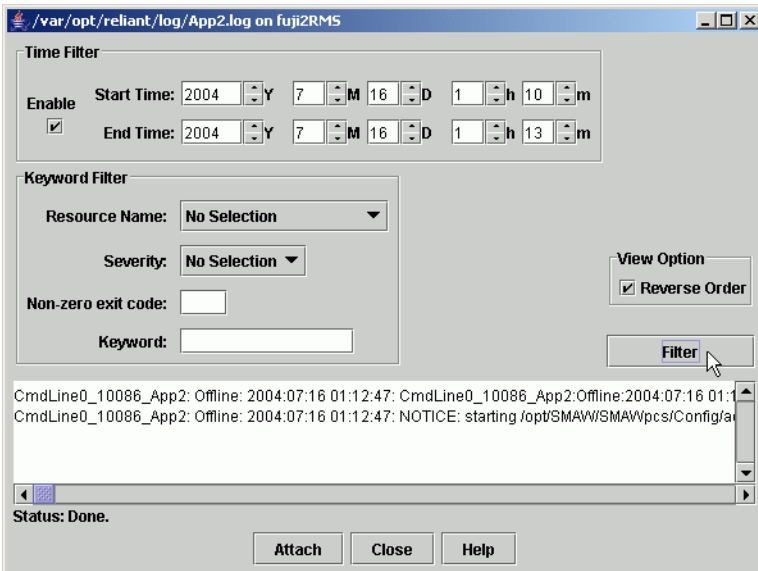 /var/opt/reliant/log/App2.log on fuji2RMS
Time Filter
Enable
Start Time: 2004 Y 7 M 16 D 1 h 10 m
End Time: 2004 Y 7 M 16 D 1 h 13 m
Keyword Filter
Resource Name: No Selection
Severity: No Selection
Non-zero exit code:
Keyword:
View Option
Reverse Order
Filter
CmdLine0_10086_App2: Offline: 2004:07:16 01:12:47: CmdLine0_10086_App2:Offline:2004:07:16 01:1
CmdLine0_10086_App2: Offline: 2004:07:16 01:12:47: NOTICE: starting /opt/SMAW/SMAWpcs/Config/a
Status: Done.
Attach Close Help